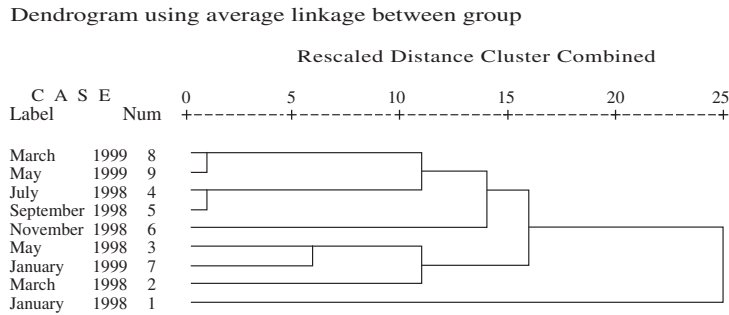 Dendrogram using average linkage between group
Rescaled Distance Cluster Combined
C A S E 0 5 10 15 20 25
Label Num
March 1999 8
May 1999 9
July 1998 4
September 1998 5
November 1998 6
May 1998 3
January 1999 7
March 1998 2
January 1998 1